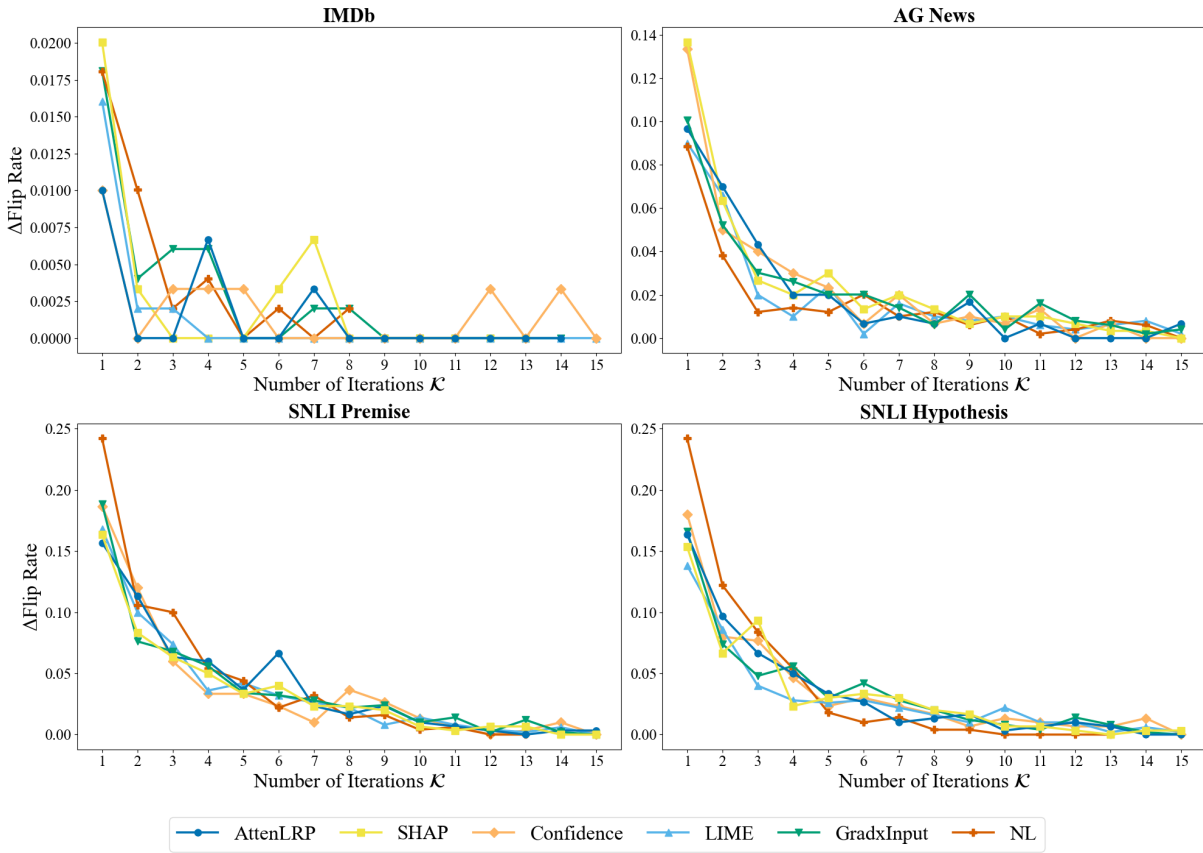 IMDb
AG News
ΔFlip Rate
0.0200
0.0175
0.0150
0.0125
0.0100
0.0075
0.0050
0.0025
0.0000
0.14
0.12
0.10
0.08
0.06
0.04
0.02
0.00
1 2 3 4 5 6 7 8 9 10 11 12 13 14 15
1 2 3 4 5 6 7 8 9 10 11 12 13 14 15
Number of Iterations 𝒦
Number of Iterations 𝒦
SNLI Premise
SNLI Hypothesis
ΔFlip Rate
0.25
0.20
0.15
0.10
0.05
0.00
0.25
0.20
0.15
0.10
0.05
0.00
1 2 3 4 5 6 7 8 9 10 11 12 13 14 15
1 2 3 4 5 6 7 8 9 10 11 12 13 14 15
Number of Iterations 𝒦
Number of Iterations 𝒦
AttenLRP SHAP Confidence LIME GradxInput NL